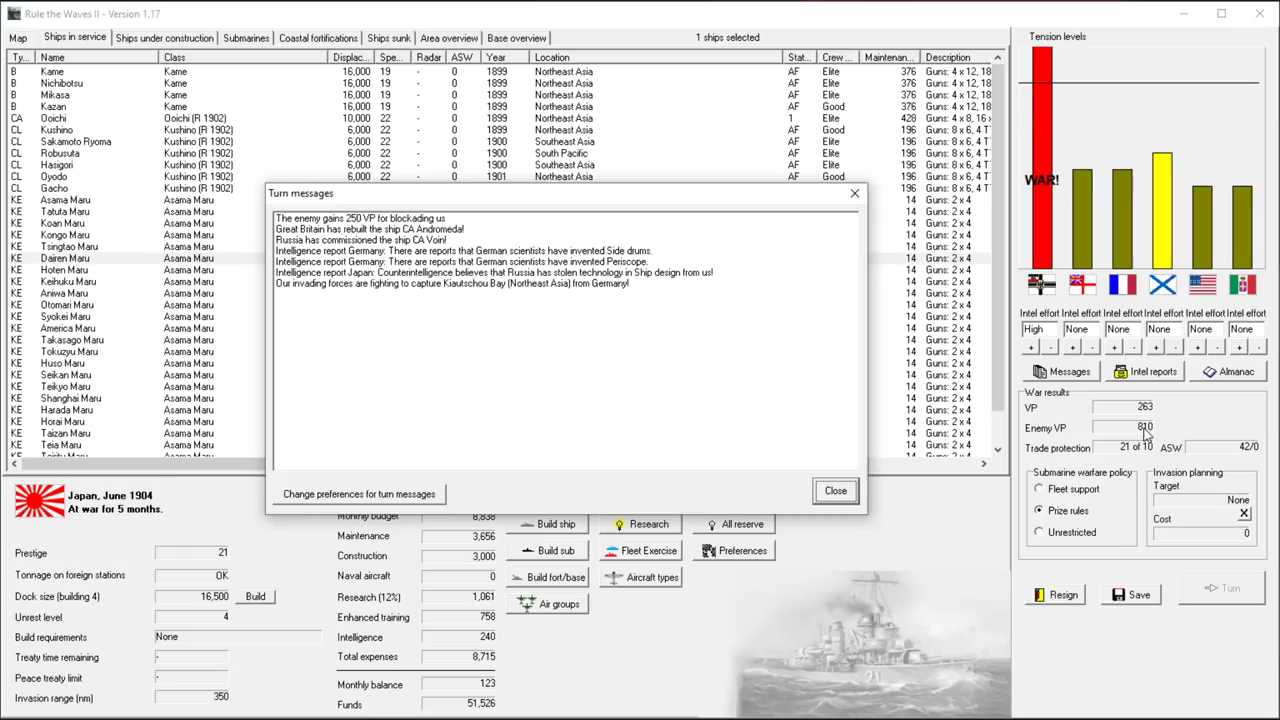 Rule the Waves II - Version 1.17
Map Ships in service Ships under construction Submarines Coastal fortifications Ships sunk Area overview Base overview 1 ships selected
Ty... Name Class Displac... Spe... Radar ASW Year Location Stat... Crew ... Maintenan... Description
B Kame Kame 16,000 19 - 0 1899 Northeast Asia AF Elite 376 Guns: 4 x 12, 18
B Nichibotsu Kame 16,000 19 - 0 1899 Northeast Asia AF Elite 376 Guns: 4 x 12, 18
B Mikasa Kame 16,000 19 - 0 1899 Northeast Asia AF Elite 376 Guns: 4 x 12, 18
B Kazan Kame 16,000 19 - 0 1899 Northeast Asia AF Good 376 Guns: 4 x 12, 18
CA Ooichi Ooichi (R 1902) 10,000 22 - 0 1899 Northeast Asia 1 Elite 428 Guns: 4 x 8, 16 x
CL Kushino Kushino (R 1902) 6,000 22 - 0 1899 Northeast Asia AF Good 196 Guns: 8 x 6, 4 T
CL Sakamoto Ryoma Kushino (R 1902) 6,000 22 - 0 1900 Southeast Asia AF Elite 196 Guns: 8 x 6, 4 T
CL Robusuta Kushino (R 1902) 6,000 22 - 0 1900 South Pacific AF Elite 196 Guns: 8 x 6, 4 T
CL Hasigori Kushino (R 1902) 6,000 22 - 0 1900 Northeast Asia AF Elite 196 Guns: 8 x 6, 4 T
CL Oyodo Kushino (R 1902) 6,000 22 - 0 1901 Northeast Asia AF Elite 196 Guns: 8 x 6, 4 T
CL Gacho Kushino (R 1902) 196 Guns: 8 x 6, 4 T
KE Asama Maru Asama Maru 14 Guns: 2 x 4
KE Tatuta Maru Asama Maru 14 Guns: 2 x 4
KE Koan Maru Asama Maru 14 Guns: 2 x 4
KE Kongo Maru Asama Maru 14 Guns: 2 x 4
KE Tsingtao Maru Asama Maru 14 Guns: 2 x 4
KE Dairen Maru Asama Maru 14 Guns: 2 x 4
KE Hoten Maru Asama Maru 14 Guns: 2 x 4
KE Keihuku Maru Asama Maru 14 Guns: 2 x 4
KE Aniwa Maru Asama Maru 14 Guns: 2 x 4
KE Otomari Maru Asama Maru 14 Guns: 2 x 4
KE Syokei Maru Asama Maru 14 Guns: 2 x 4
KE America Maru Asama Maru 14 Guns: 2 x 4
KE Takasago Maru Asama Maru 14 Guns: 2 x 4
KE Tokuzyu Maru Asama Maru 14 Guns: 2 x 4
KE Huso Maru Asama Maru 14 Guns: 2 x 4
KE Seikan Maru Asama Maru 14 Guns: 2 x 4
KE Teikyo Maru Asama Maru 14 Guns: 2 x 4
KE Shanghai Maru Asama Maru 14 Guns: 2 x 4
KE Harada Maru Asama Maru 14 Guns: 2 x 4
KE Horai Maru Asama Maru 14 Guns: 2 x 4
KE Taizan Maru Asama Maru 14 Guns: 2 x 4
KE Teia Maru Asama Maru 14 Guns: 2 x 4
Turn messages
The enemy gains 250 VP for blockading us
Great Britain has rebuilt the ship CA Andromeda!
Russia has commissioned the ship CA Voin!
Intelligence report Germany: There are reports that German scientists have invented Side drums.
Intelligence report Germany: There are reports that German scientists have invented Periscope.
Intelligence report Japan: Counterintelligence believes that Russia has stolen technology in Ship design from us!
Our invading forces are fighting to capture Kiautschou Bay (Northeast Asia) from Germany!
Change preferences for turn messages Close
Japan, June 1904
At war for 5 months.
Prestige 21
Tonnage on foreign stations OK
Dock size (building 4) 16,500 Build
Unrest level 4
Build requirements None
Treaty time remaining -
Peace treaty limit -
Invasion range (nm) 350
Monthly budget 8,838
Maintenance 3,656
Construction 3,000
Naval aircraft 0
Research (12%) 1,061
Enhanced training 758
Intelligence 240
Total expenses 8,715
Monthly balance 123
Funds 51,526
Build ship Research All reserve
Build sub Fleet Exercise Preferences
Build fort/base Aircraft types
Air groups
Tension levels
WAR!
Intel effort Intel effort Intel effort Intel effort Intel effort Intel effort
High None None None None None
+ - + - + - + - + - + -
Messages Intel reports Almanac
War results
VP 263
Enemy VP 810
Trade protection 21 of 10 ASW 42/0
Submarine warfare policy
Fleet support
Prize rules
Unrestricted
Invasion planning
Target
None
Cost X
0
Resign Save Turn